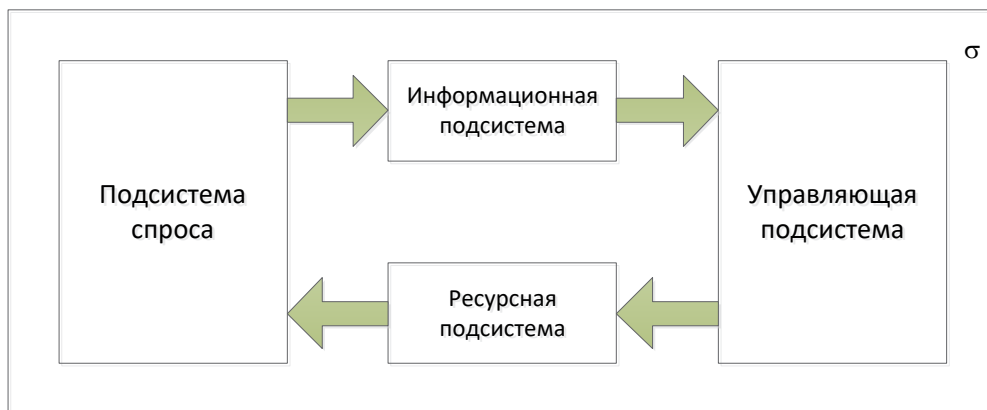 σ
Информационная
подсистема
Подсистема
спроса
Управляющая
подсистема
Ресурсная
подсистема